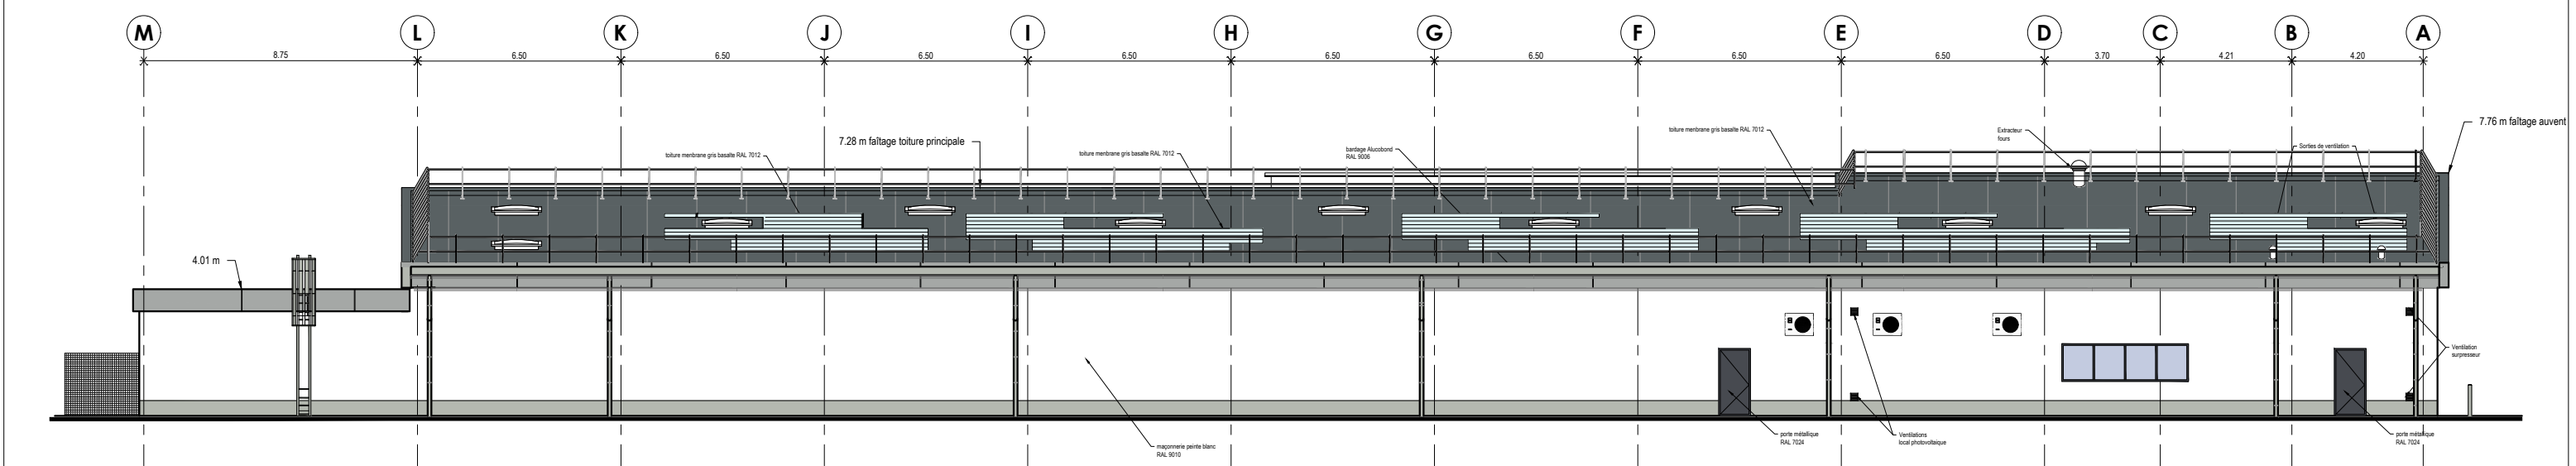 M L K J I H G F E D C B A
8.75 6.50 6.50 6.50 6.50 6.50 6.50 6.50 6.50 3.70 4.21 4.20
7.76 m faîtage auvent
Extracteur
fours
toiture menbrane gris basalte RAL 7012
7.28 m faîtage toiture principale
Sorties de ventilation
bardage Alucobond
RAL 9006
toiture menbrane gris basalte RAL 7012
toiture menbrane gris basalte RAL 7012
4.01 m
Ventilation
surpresseur
porte métallique
RAL 7024
Ventilations
local photovoltaique
porte métallique
RAL 7024
maçonnerie peinte blanc
RAL 9010